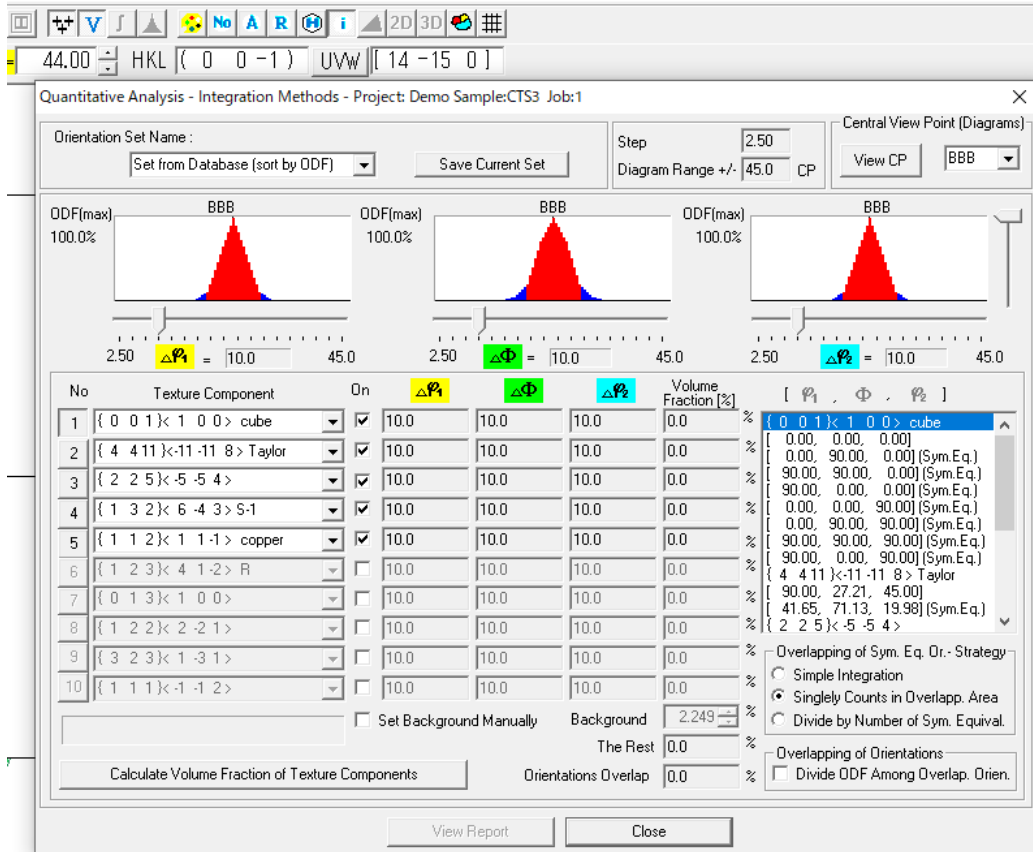 No A R H i 2D 3D
= 44.00 HKL ( 0 0 -1 ) UVW [ 14 -15 0 ]
Quantitative Analysis - Integration Methods - Project: Demo Sample:CTS3 Job:1
Orientation Set Name :
Set from Database (sort by ODF)
Save Current Set
Step 2.50
Diagram Range +/- 45.0 CP
Central View Point (Diagrams)
View CP BBB
ODF(max) BBB ODF(max) BBB ODF(max) BBB
100.0% 100.0% 100.0%
2.50 △φ1 = 10.0 45.0 2.50 △Φ = 10.0 45.0 2.50 △φ2 = 10.0 45.0
No Texture Component On △φ1 △Φ △φ2 Volume Fraction [%]
1 { 0 0 1}< 1 0 0> cube 10.0 10.0 10.0 0.0 %
2 { 4 4 11 }<-11 -11 8> Taylor 10.0 10.0 10.0 0.0 %
3 { 2 2 5}< -5 -5 4> 10.0 10.0 10.0 0.0 %
4 { 1 3 2}< 6 -4 3> S-1 10.0 10.0 10.0 0.0 %
5 { 1 1 2}< 1 1 -1> copper 10.0 10.0 10.0 0.0 %
6 { 1 2 3}< 4 1 -2> R 10.0 10.0 10.0 0.0 %
7 { 0 1 3}< 1 0 0> 10.0 10.0 10.0 0.0 %
8 { 1 2 2}< 2 -2 1> 10.0 10.0 10.0 0.0 %
9 { 3 2 3}< 1 -3 1> 10.0 10.0 10.0 0.0 %
10 { 1 1 1}< -1 -1 2> 10.0 10.0 10.0 0.0 %
[ φ1 , Φ , φ2 ]
{ 0 0 1}< 1 0 0> cube
[ 0.00, 0.00, 0.00]
[ 0.00, 90.00, 0.00] (Sym.Eq.)
[ 90.00, 90.00, 0.00] (Sym.Eq.)
[ 90.00, 0.00, 0.00] (Sym.Eq.)
[ 0.00, 0.00, 90.00] (Sym.Eq.)
[ 0.00, 90.00, 90.00] (Sym.Eq.)
[ 90.00, 90.00, 90.00] (Sym.Eq.)
[ 90.00, 0.00, 90.00] (Sym.Eq.)
{ 4 4 11 }<-11 -11 8> Taylor
[ 90.00, 27.21, 45.00]
[ 41.65, 71.13, 19.98] (Sym.Eq.)
{ 2 2 5}< -5 -5 4>
Set Background Manually Background 2.249 %
The Rest 0.0 %
Calculate Volume Fraction of Texture Components
Orientations Overlap 0.0 %
Overlapping of Sym. Eq. Or.- Strategy
Simple Integration
Singlely Counts in Overlapp. Area
Divide by Number of Sym. Equival.
Overlapping of Orientations
Divide ODF Among Overlap. Orien.
View Report Close